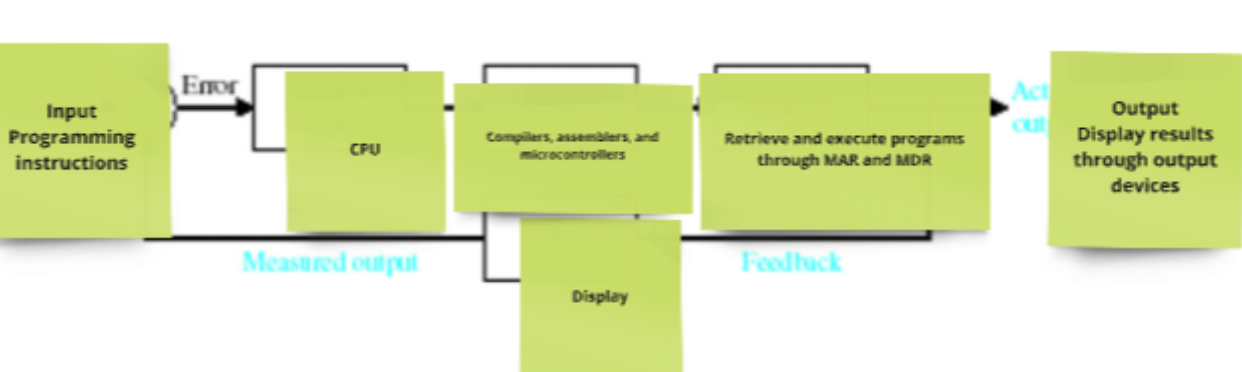 Input
Programming
instructions
Error
CPU
Compilers, assemblers, and
microcontrollers
Retrieve and execute programs
through MAR and MDR
Output
Display results
through output
devices
Measured output
Feedback
Display